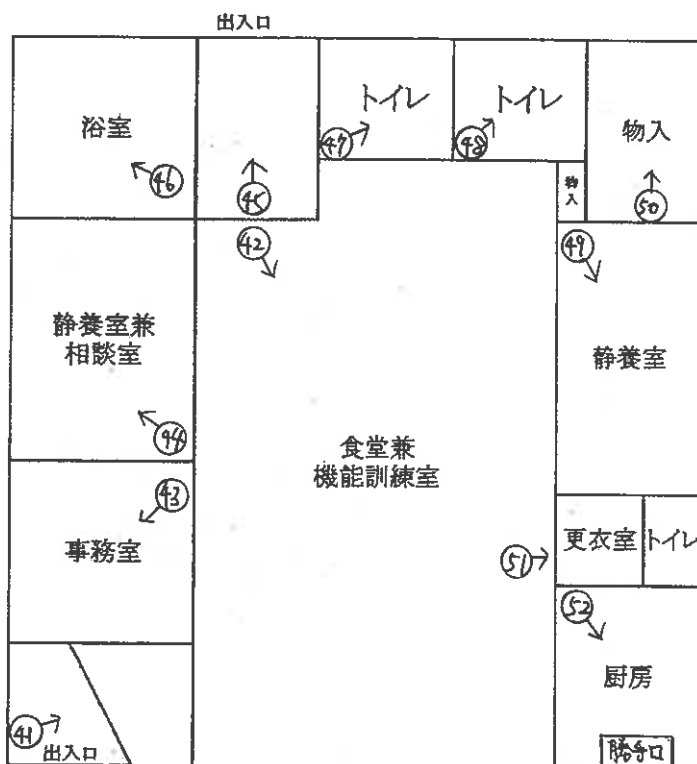 出入口
浴室
46
45
トイレ
47
トイレ
48
物入
50
物入
42
49
静養室兼
相談室
94
食堂兼
機能訓練室
静養室
43
事務室
51
更衣室
トイレ
52
厨房
勝手口
41
出入口